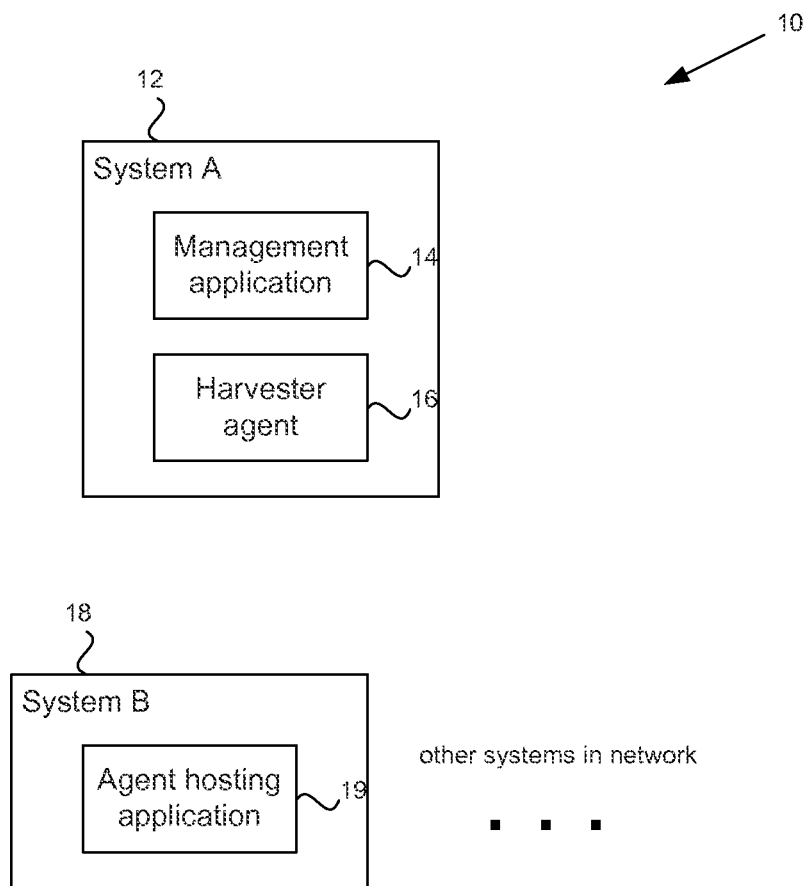 10
12
System A
Management
application
14
Harvester
agent
16
18
System B
Agent hosting
application
19
other systems in network
. . .